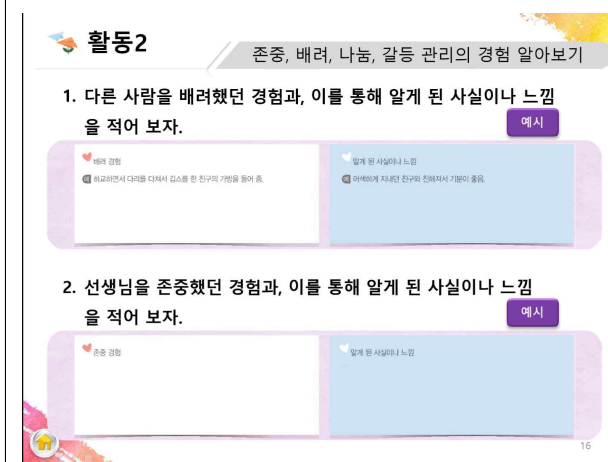 활동2
존중, 배려, 나눔, 갈등 관리의 경험 알아보기
1. 다른 사람을 배려했던 경험과, 이를 통해 알게 된 사실이나 느낌
을 적어 보자.
예시
배려 경험
예 하교하면서 다리를 다쳐서 깁스를 한 친구의 가방을 들어 줌.
알게 된 사실이나 느낌
예 어색하게 지내던 친구와 친해져서 기분이 좋음.
2. 선생님을 존중했던 경험과, 이를 통해 알게 된 사실이나 느낌
을 적어 보자.
예시
존중 경험
알게 된 사실이나 느낌
16